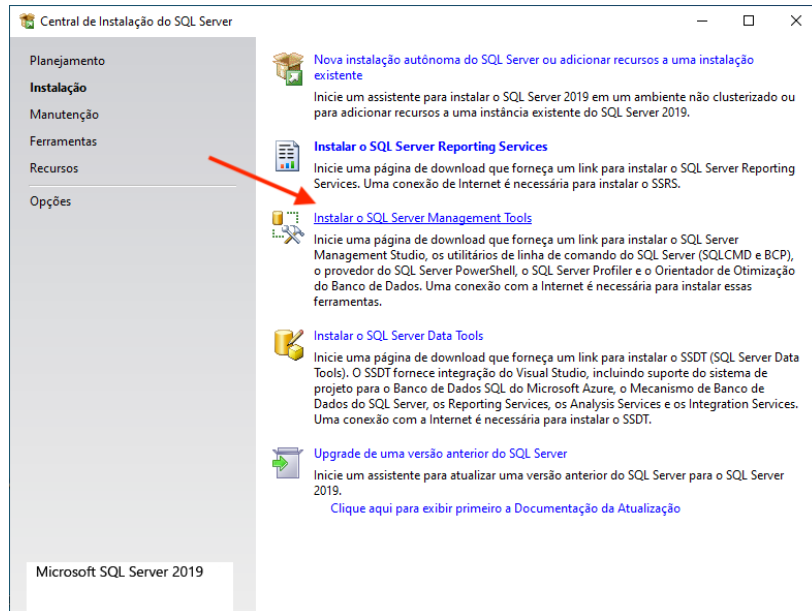 Central de Instalação do SQL Server
Planejamento
Instalação
Manutenção
Ferramentas
Recursos
Opções
Nova instalação autônoma do SQL Server ou adicionar recursos a uma instalação
existente
Inicie um assistente para instalar o SQL Server 2019 em um ambiente não clusterizado ou
para adicionar recursos a uma instância existente do SQL Server 2019.
Instalar o SQL Server Reporting Services
Inicie uma página de download que forneça um link para instalar o SQL Server Reporting
Services. Uma conexão de Internet é necessária para instalar o SSRS.
Instalar o SQL Server Management Tools
Inicie uma página de download que forneça um link para instalar o SQL Server
Management Studio, os utilitários de linha de comando do SQL Server (SQLCMD e BCP),
o provedor do SQL Server PowerShell, o SQL Server Profiler e o Orientador de Otimização
do Banco de Dados. Uma conexão com a Internet é necessária para instalar essas
ferramentas.
Instalar o SQL Server Data Tools
Inicie uma página de download que forneça um link para instalar o SSDT (SQL Server Data
Tools). O SSDT fornece integração do Visual Studio, incluindo suporte do sistema de
projeto para o Banco de Dados SQL do Microsoft Azure, o Mecanismo de Banco de
Dados do SQL Server, os Reporting Services, os Analysis Services e os Integration Services.
Uma conexão com a Internet é necessária para instalar o SSDT.
Upgrade de uma versão anterior do SQL Server
Inicie um assistente para atualizar uma versão anterior do SQL Server para o SQL Server
2019.
Clique aqui para exibir primeiro a Documentação da Atualização
Microsoft SQL Server 2019